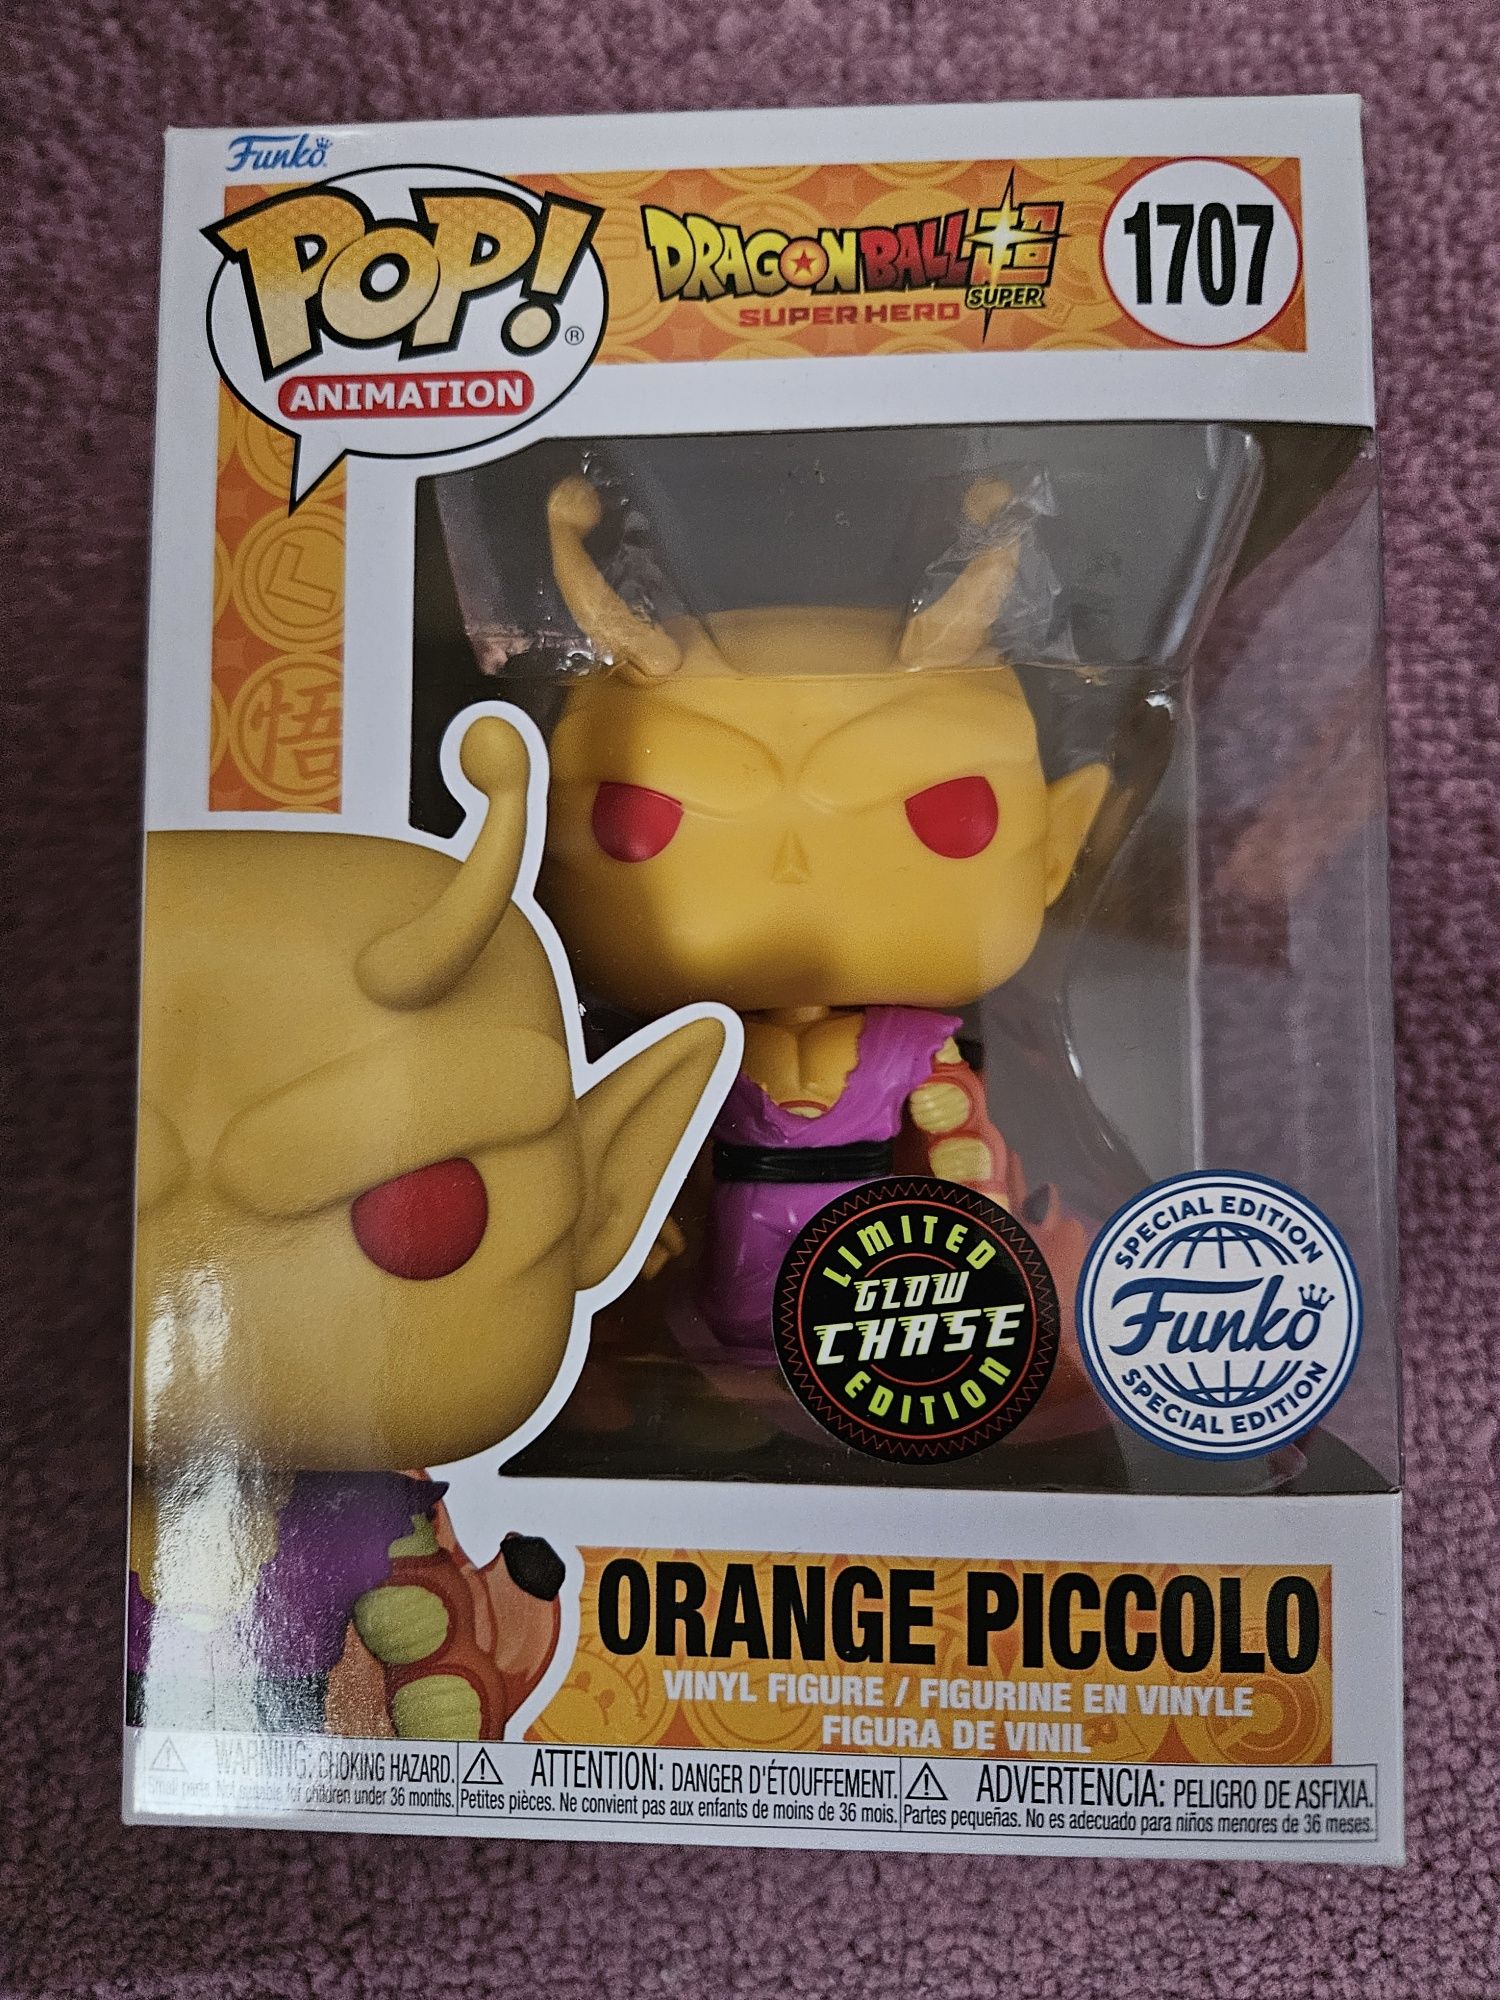 Funko
POP!®
ANIMATION
DRAGON BALL 超
SUPER
SUPER HERO
1707
悟
LIMITED
GLOW
CHASE
EDITION
SPECIAL EDITION
Funko
SPECIAL EDITION
ORANGE PICCOLO
VINYL FIGURE / FIGURINE EN VINYLE
FIGURA DE VINIL
WARNING: CHOKING HAZARD.
Small parts. Not suitable for children under 36 months.
ATTENTION: DANGER D'ÉTOUFFEMENT.
Petites pièces. Ne convient pas aux enfants de moins de 36 mois.
ADVERTENCIA: PELIGRO DE ASFIXIA.
Partes pequeñas. No es adecuado para niños menores de 36 meses.